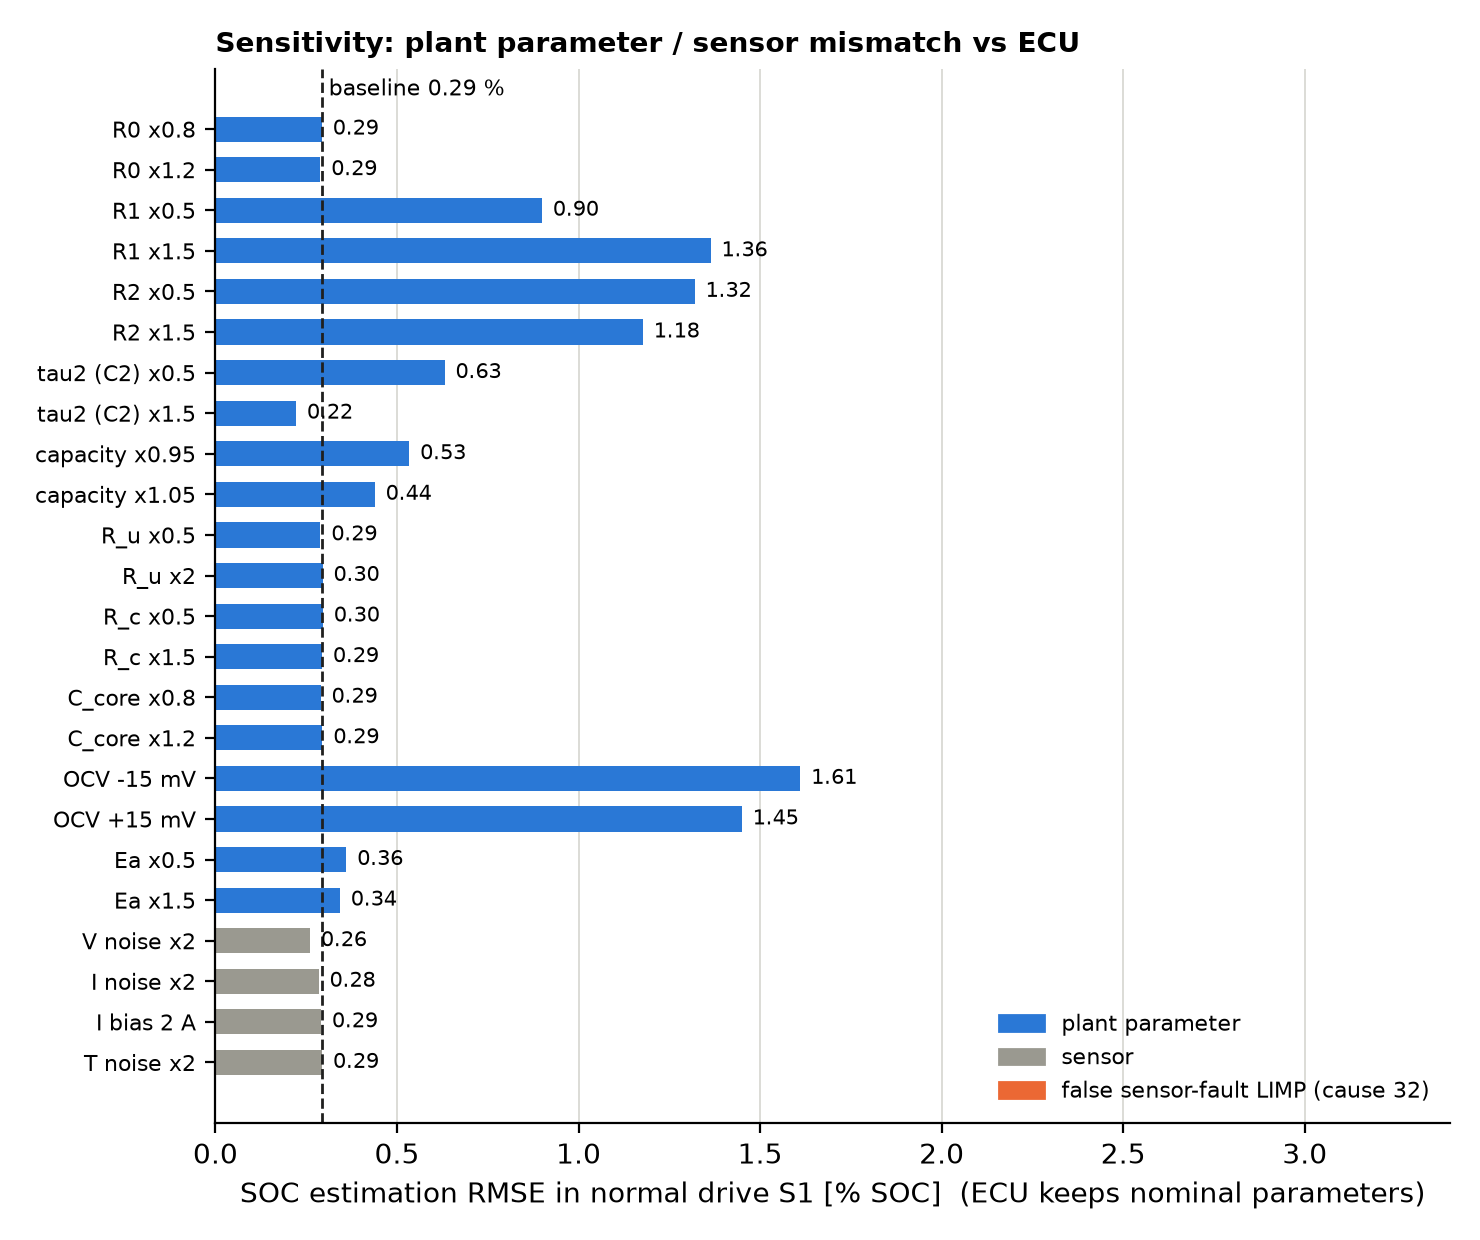 Sensitivity: plant parameter / sensor mismatch vs ECU
baseline 0.29 %
R0 x0.8 0.29
R0 x1.2 0.29
R1 x0.5 0.90
R1 x1.5 1.36
R2 x0.5 1.32
R2 x1.5 1.18
tau2 (C2) x0.5 0.63
tau2 (C2) x1.5 0.22
capacity x0.95 0.53
capacity x1.05 0.44
R_u x0.5 0.29
R_u x2 0.30
R_c x0.5 0.30
R_c x1.5 0.29
C_core x0.8 0.29
C_core x1.2 0.29
OCV -15 mV 1.61
OCV +15 mV 1.45
Ea x0.5 0.36
Ea x1.5 0.34
V noise x2 0.26
I noise x2 0.28
I bias 2 A 0.29
T noise x2 0.29
plant parameter
sensor
false sensor-fault LIMP (cause 32)
0.0 0.5 1.0 1.5 2.0 2.5 3.0
SOC estimation RMSE in normal drive S1 [% SOC]  (ECU keeps nominal parameters)